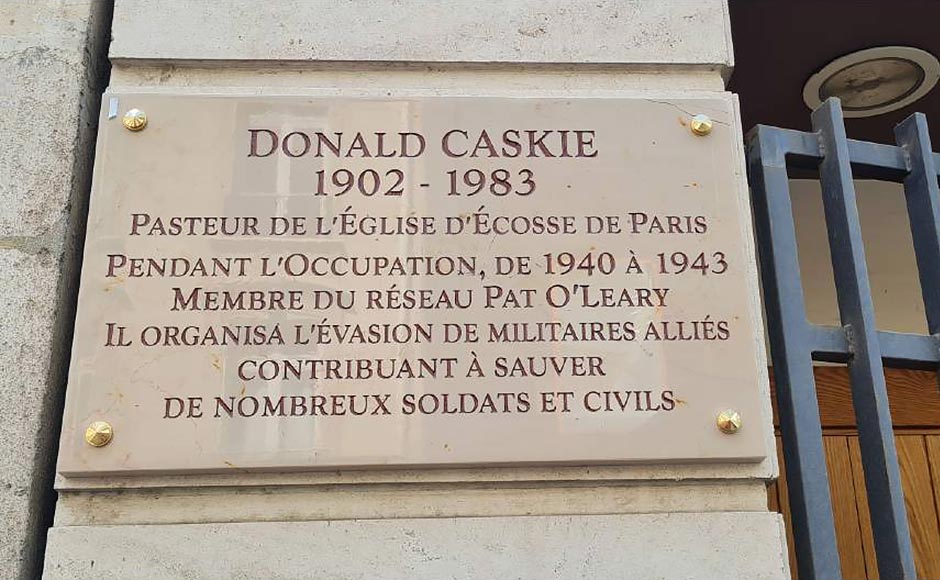 DONALD CASKIE
1902 - 1983
PASTEUR DE L'ÉGLISE D'ÉCOSSE DE PARIS
PENDANT L'OCCUPATION, DE 1940 À 1943
MEMBRE DU RÉSEAU PAT O'LEARY
IL ORGANISA L'ÉVASION DE MILITAIRES ALLIÉS
CONTRIBUANT À SAUVER
DE NOMBREUX SOLDATS ET CIVILS